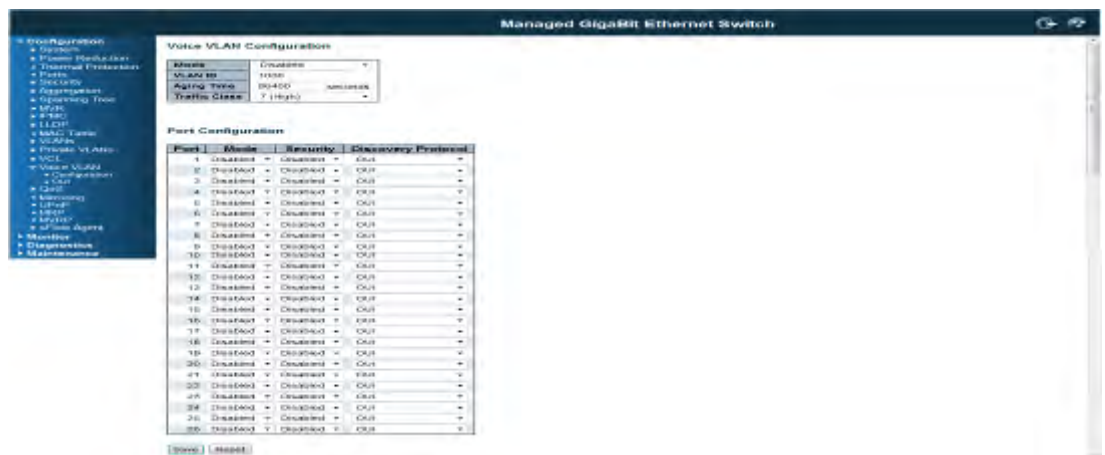 Managed GigaBit Ethernet Switch
Configuration
System
Power Reduction
Thermal Protection
Ports
Security
Aggregation
Spanning Tree
MVR
IPMC
LLDP
MAC Table
VLANs
Private VLANs
VCL
Voice VLAN
Configuration
OUI
QoS
Mirroring
UPnP
MVRP
sFlow Agent
Monitor
Diagnostics
Maintenance
Voice VLAN Configuration
Mode Disabled
VLAN ID 1000
Aging Time 86400 seconds
Traffic Class 7 (High)
Port Configuration
Port Mode Security Discovery Protocol
1 Disabled Disabled OUI
2 Disabled Disabled OUI
3 Disabled Disabled OUI
4 Disabled Disabled OUI
5 Disabled Disabled OUI
6 Disabled Disabled OUI
7 Disabled Disabled OUI
8 Disabled Disabled OUI
9 Disabled Disabled OUI
10 Disabled Disabled OUI
11 Disabled Disabled OUI
12 Disabled Disabled OUI
13 Disabled Disabled OUI
14 Disabled Disabled OUI
15 Disabled Disabled OUI
16 Disabled Disabled OUI
17 Disabled Disabled OUI
18 Disabled Disabled OUI
19 Disabled Disabled OUI
20 Disabled Disabled OUI
21 Disabled Disabled OUI
22 Disabled Disabled OUI
23 Disabled Disabled OUI
24 Disabled Disabled OUI
25 Disabled Disabled OUI
26 Disabled Disabled OUI
Save Reset